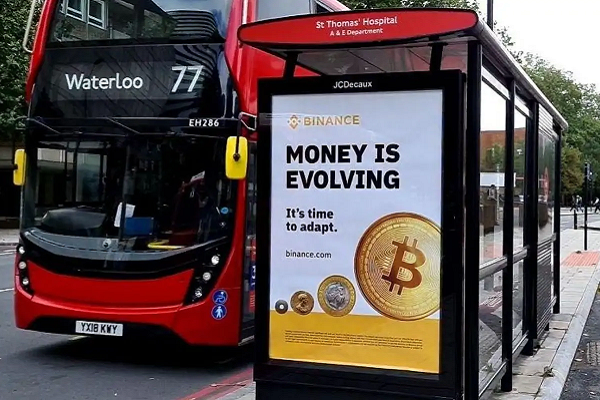 St Thomas' Hospital
A & E Department
Waterloo 77
EH286
YX18 KWY
JCDecaux
BINANCE
MONEY IS
EVOLVING
It's time
to adapt.
binance.com